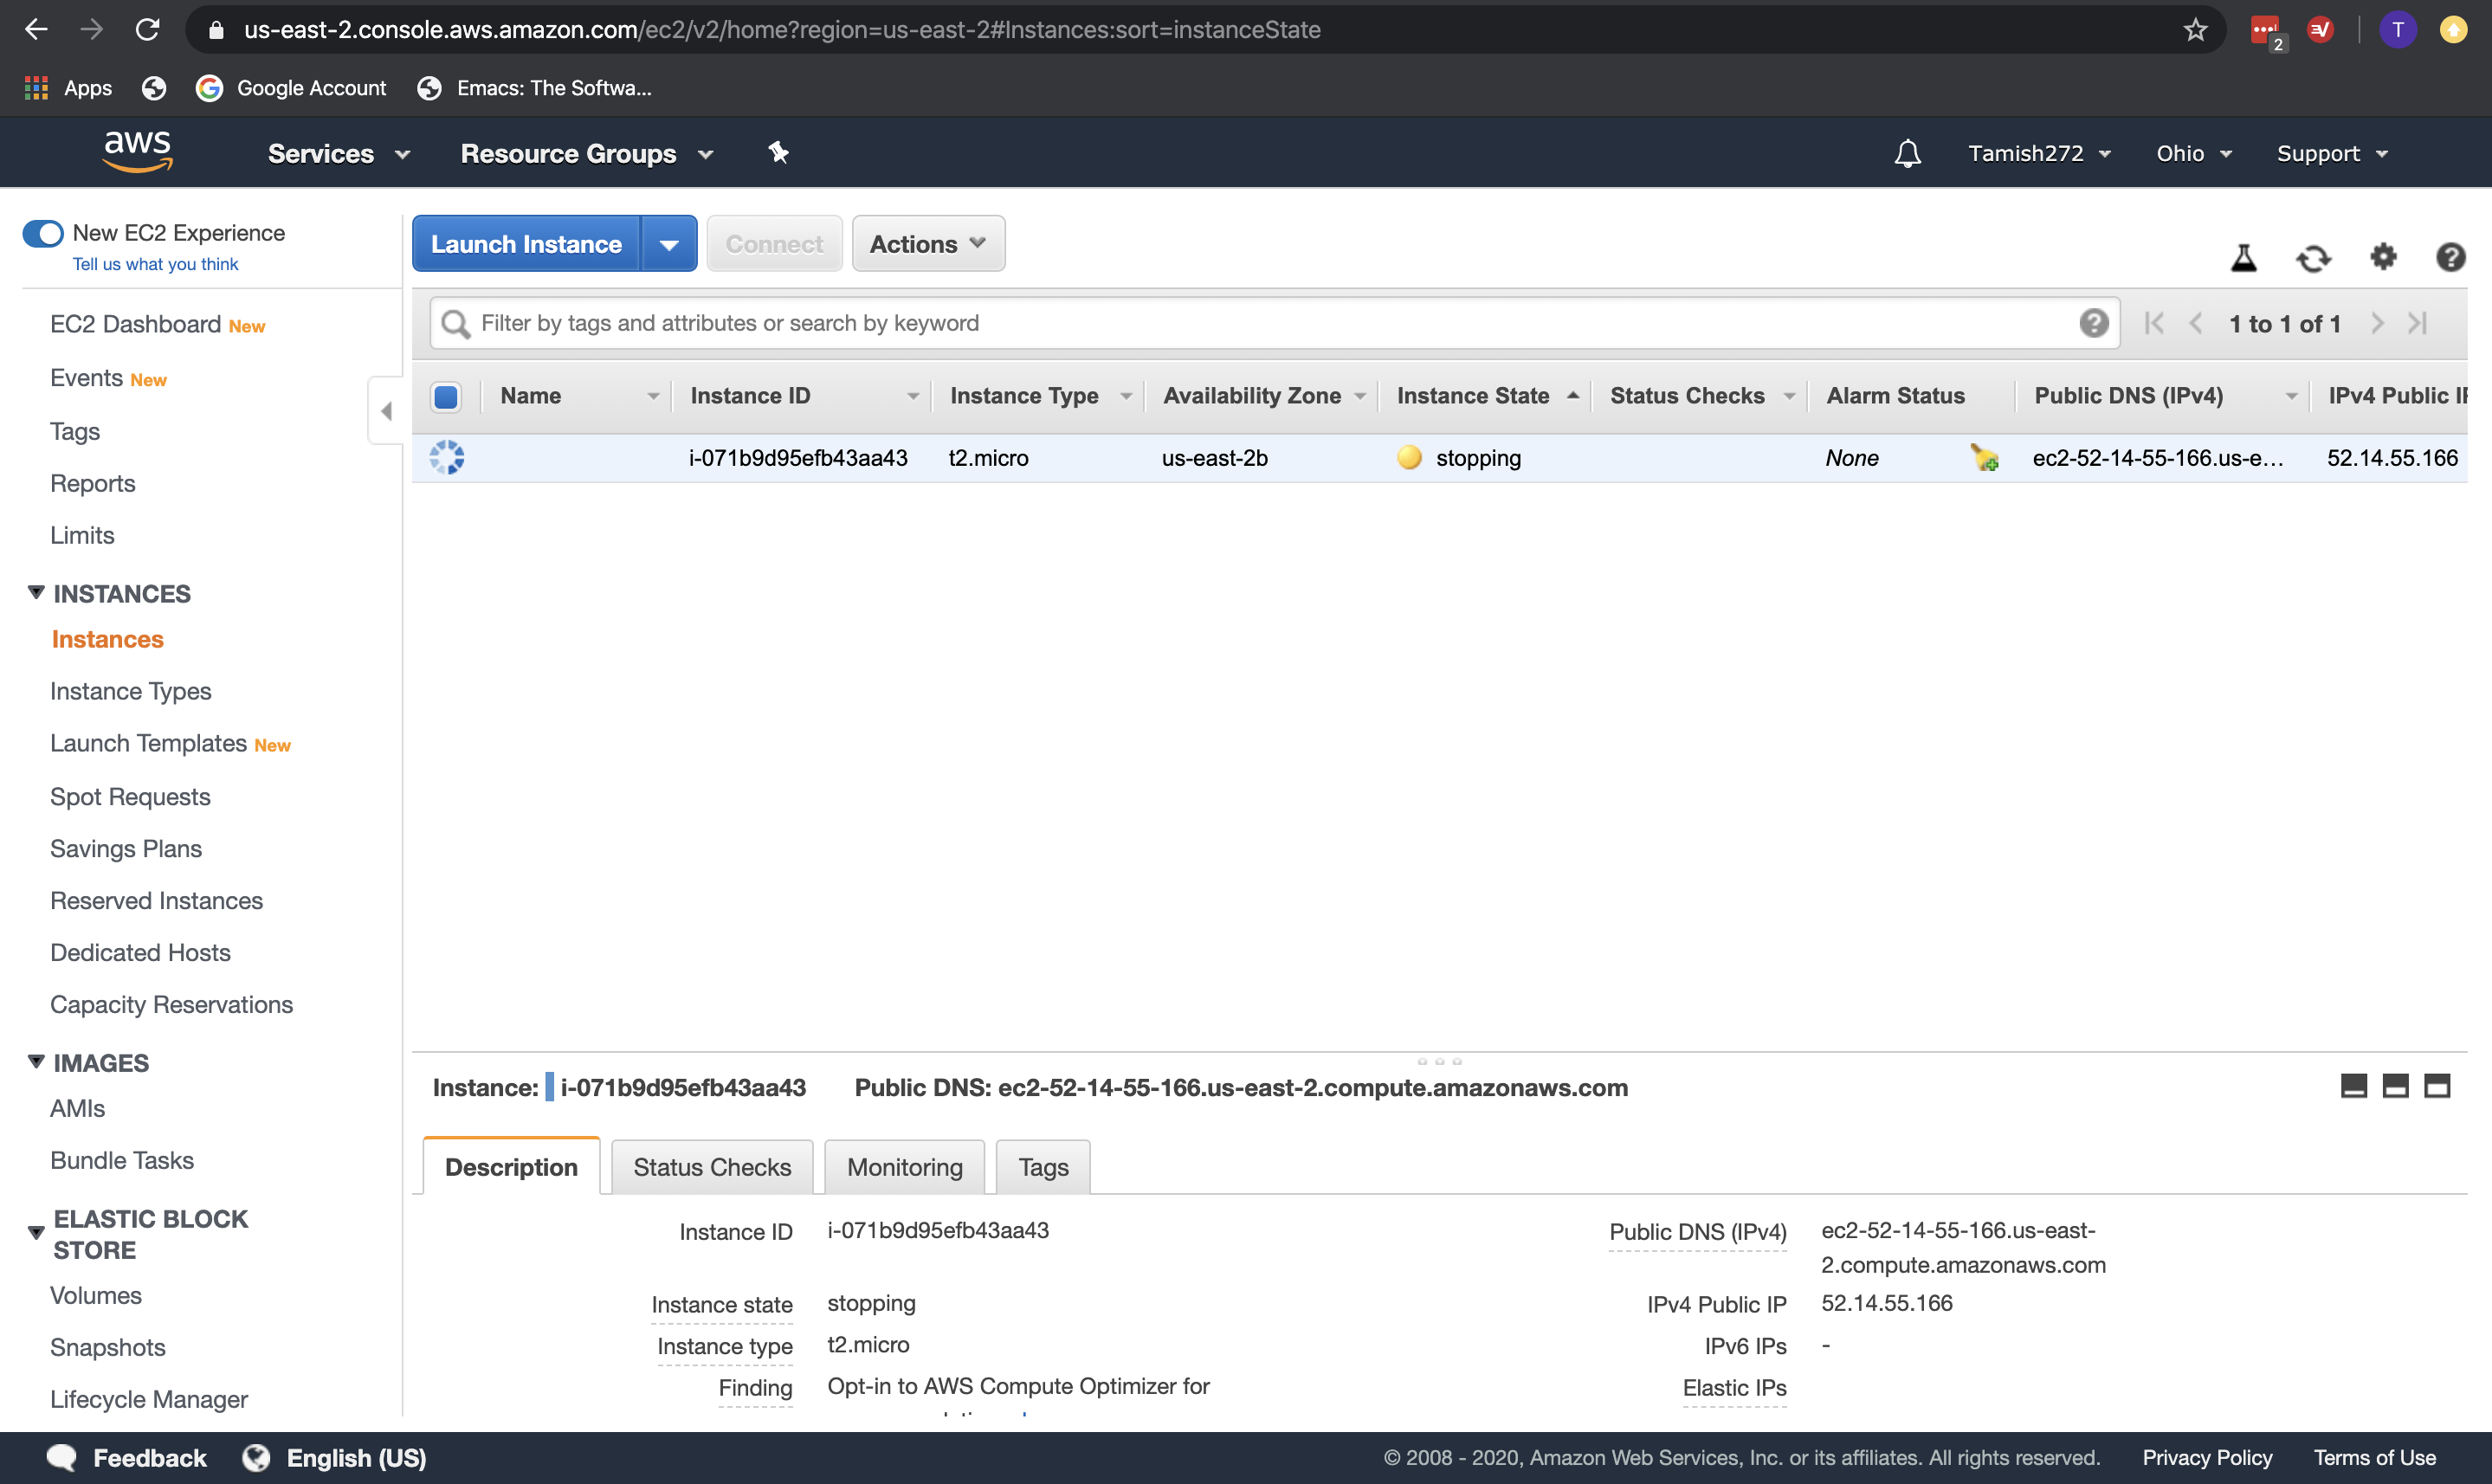 us-east-2.console.aws.amazon.com/ec2/v2/home?region=us-east-2#Instances:sort=instanceState
2
T
Apps
Google Account
Emacs: The Softwa...
aws
Services
Resource Groups
Tamish272
Ohio
Support
New EC2 Experience
Tell us what you think
EC2 Dashboard New
Events New
Tags
Reports
Limits
INSTANCES
Instances
Instance Types
Launch Templates New
Spot Requests
Savings Plans
Reserved Instances
Dedicated Hosts
Capacity Reservations
IMAGES
AMIs
Bundle Tasks
ELASTIC BLOCK
STORE
Volumes
Snapshots
Lifecycle Manager
Launch Instance
Connect
Actions
Filter by tags and attributes or search by keyword
1 to 1 of 1
Name Instance ID Instance Type Availability Zone Instance State Status Checks Alarm Status Public DNS (IPv4) IPv4 Public
i-071b9d95efb43aa43 t2.micro us-east-2b stopping None ec2-52-14-55-166.us-e... 52.14.55.166
Instance: i-071b9d95efb43aa43 Public DNS: ec2-52-14-55-166.us-east-2.compute.amazonaws.com
Description Status Checks Monitoring Tags
Instance ID i-071b9d95efb43aa43
Instance state stopping
Instance type t2.micro
Finding Opt-in to AWS Compute Optimizer for
Public DNS (IPv4) ec2-52-14-55-166.us-east-
2.compute.amazonaws.com
IPv4 Public IP 52.14.55.166
IPv6 IPs -
Elastic IPs
Feedback
English (US)
© 2008 - 2020, Amazon Web Services, Inc. or its affiliates. All rights reserved.
Privacy Policy
Terms of Use